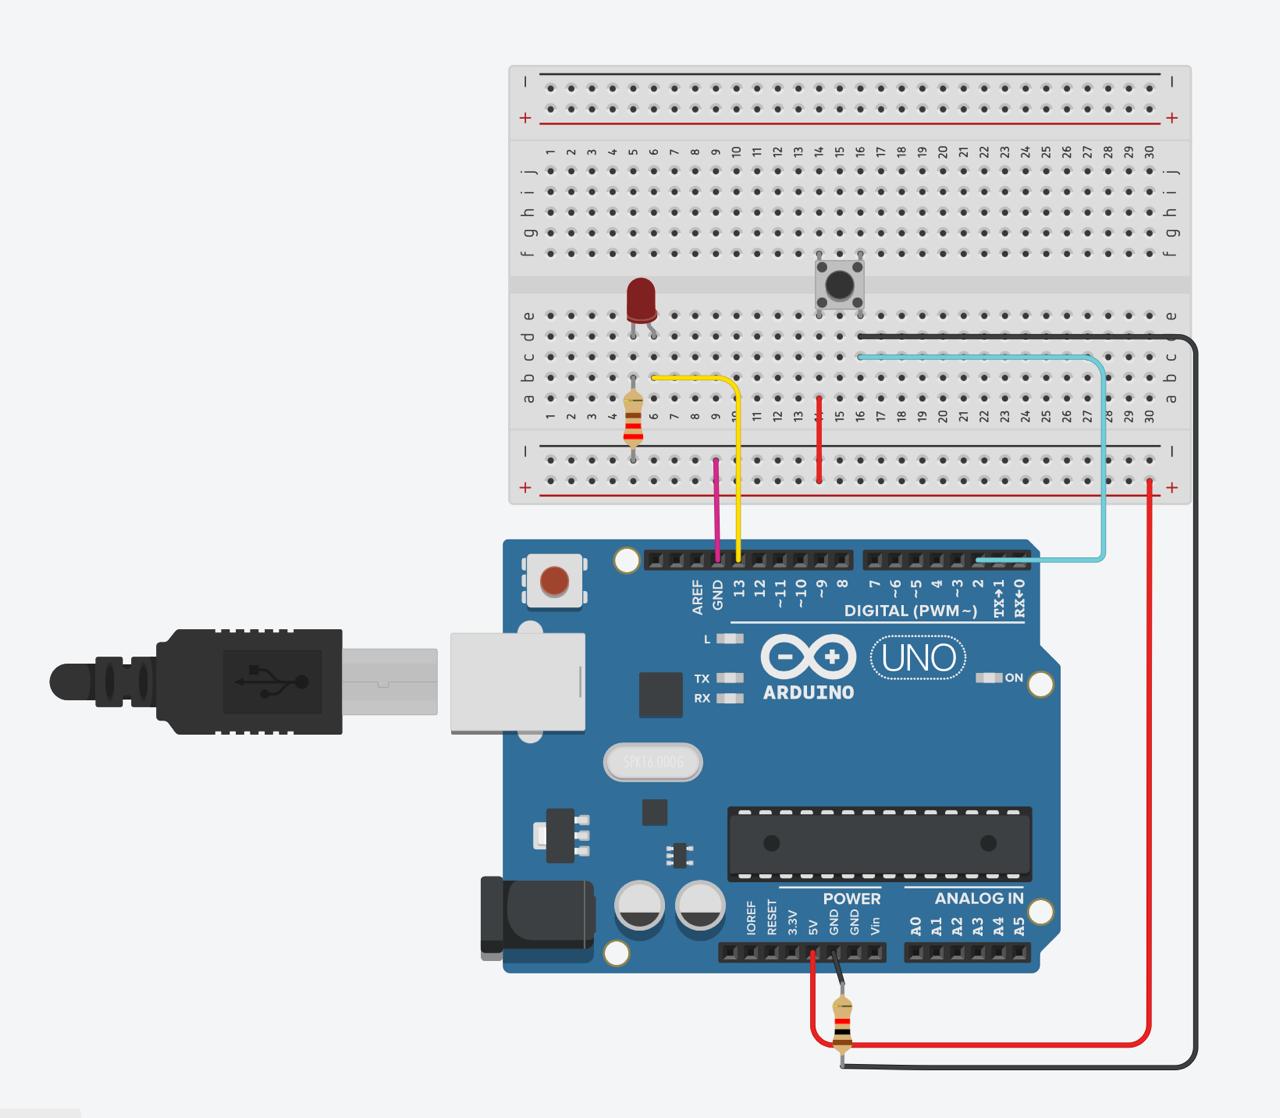 − −
+ +
1 2 3 4 5 6 7 8 9 10 11 12 13 14 15 16 17 18 19 20 21 22 23 24 25 26 27 28 29 30
j j
i i
h h
g g
f f
e e
d
c c
b b
a a
1 2 3 4 5 6 7 8 9 10 11 12 13 14 15 16 17 18 19 20 21 22 23 24 25 26 27 28 29 30
− −
+ +
AREF GND 13 12 ~11 ~10 ~9 8 7 ~6 ~5 4 ~3 2 TX→1 RX←0
DIGITAL (PWM~)
L
UNO
TX
ON
RX
ARDUINO
SPK16.000G
POWER ANALOG IN
IOREF RESET 3.3V 5V GND GND Vin A0 A1 A2 A3 A4 A5